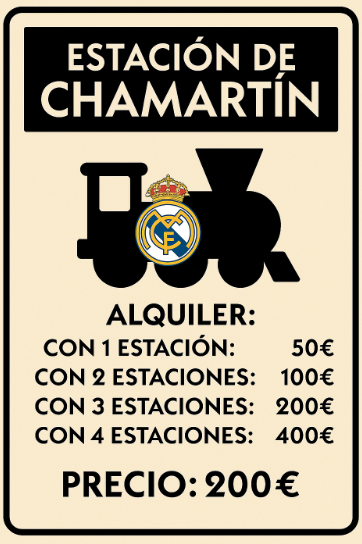 ESTACIÓN DE
CHAMARTÍN
ALQUILER:
CON 1 ESTACIÓN: 50€
CON 2 ESTACIONES: 100€
CON 3 ESTACIONES: 200€
CON 4 ESTACIONES: 400€
PRECIO: 200€